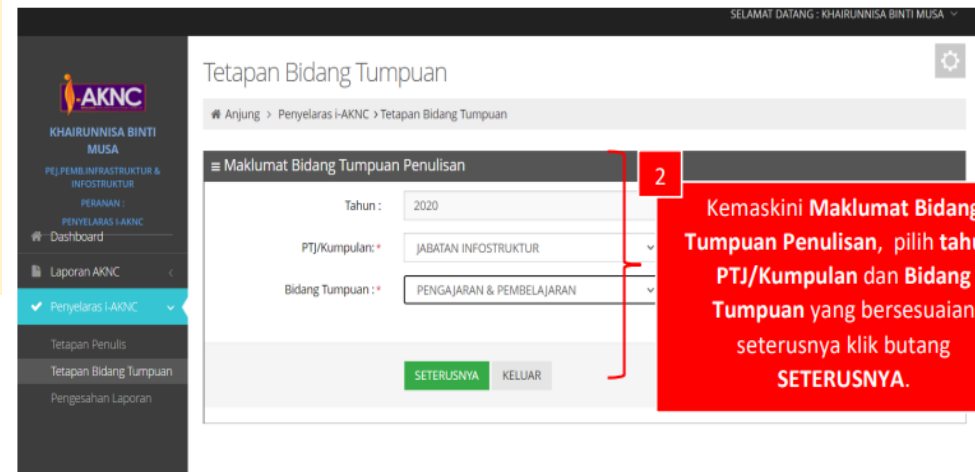 SELAMAT DATANG : KHAIRUNNISA BINTI MUSA
i-AKNC
KHAIRUNNISA BINTI
MUSA
PEJ.PEMB.INFRASTRUKTUR &
INFOSTRUKTUR
PERANAN :
PENYELARAS I-AKNC
Dashboard
Laporan AKNC
Penyelaras i-AKNC
Tetapan Penulis
Tetapan Bidang Tumpuan
Pengesahan Laporan
Tetapan Bidang Tumpuan
Anjung > Penyelaras i-AKNC > Tetapan Bidang Tumpuan
Maklumat Bidang Tumpuan Penulisan
Tahun : 2020
PTJ/Kumpulan: * JABATAN INFOSTRUKTUR
Bidang Tumpuan : * PENGAJARAN & PEMBELAJARAN
SETERUSNYA KELUAR
2
Kemaskini Maklumat Bidang
Tumpuan Penulisan, pilih tahu
PTJ/Kumpulan dan Bidang
Tumpuan yang bersesuaian
seterusnya klik butang
SETERUSNYA.